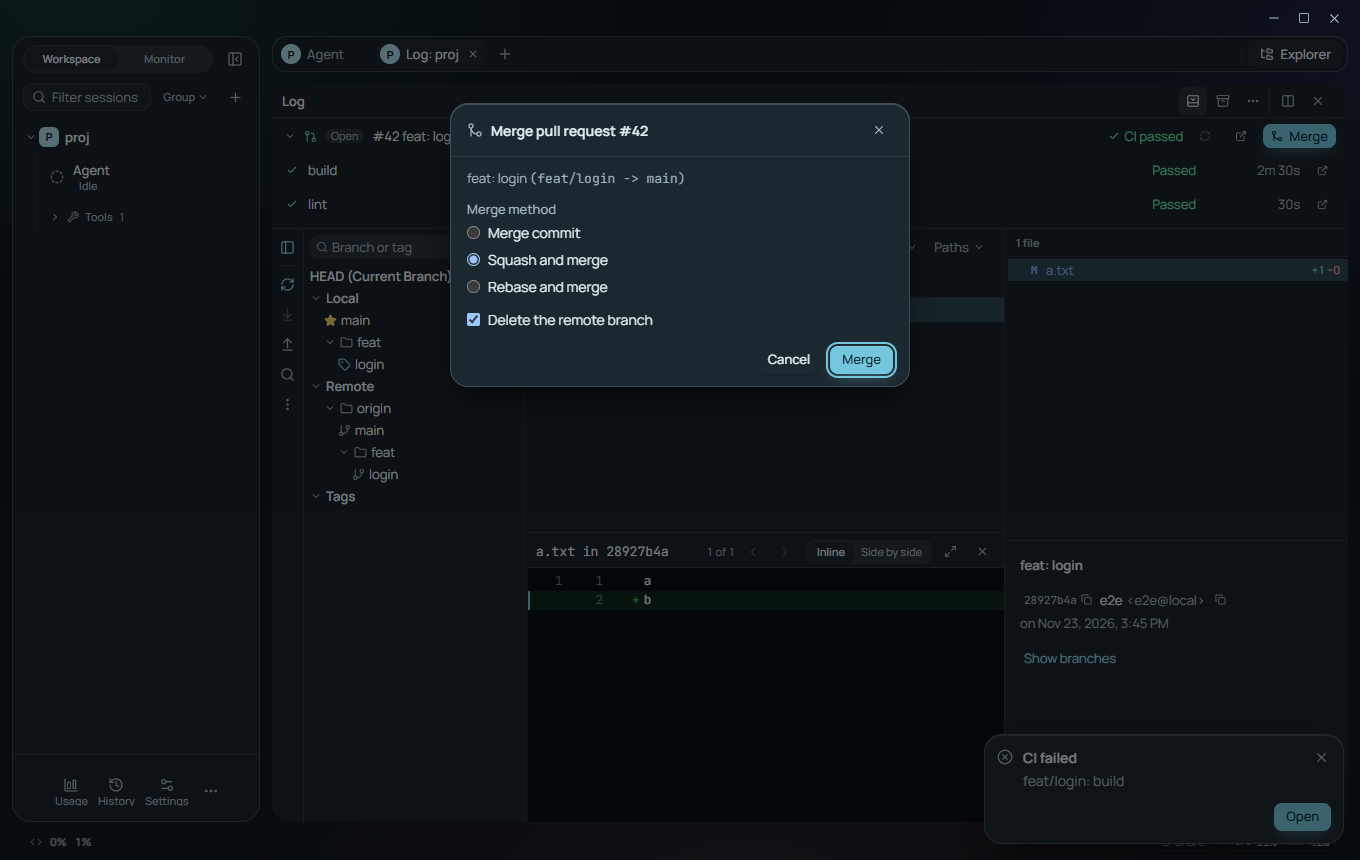 Workspace Monitor
P Agent
P Log: proj
Explorer
Filter sessions
Group
P proj
Agent
Idle
Tools 1
Log
Open #42 feat: log
CI passed
Merge
build
Passed 2m 30s
lint
Passed 30s
Branch or tag
Paths
1 file
HEAD (Current Branch)
M a.txt +1 −0
Local
main
feat
login
Remote
origin
main
feat
login
Tags
Merge pull request #42
feat: login (feat/login -> main)
Merge method
Merge commit
Squash and merge
Rebase and merge
Delete the remote branch
Cancel Merge
a.txt in 28927b4a 1 of 1 Inline Side by side
1 1 a
2 + b
feat: login
28927b4a e2e <e2e@local>
on Nov 23, 2026, 3:45 PM
Show branches
CI failed
feat/login: build
Open
Usage History Settings
0% 1%